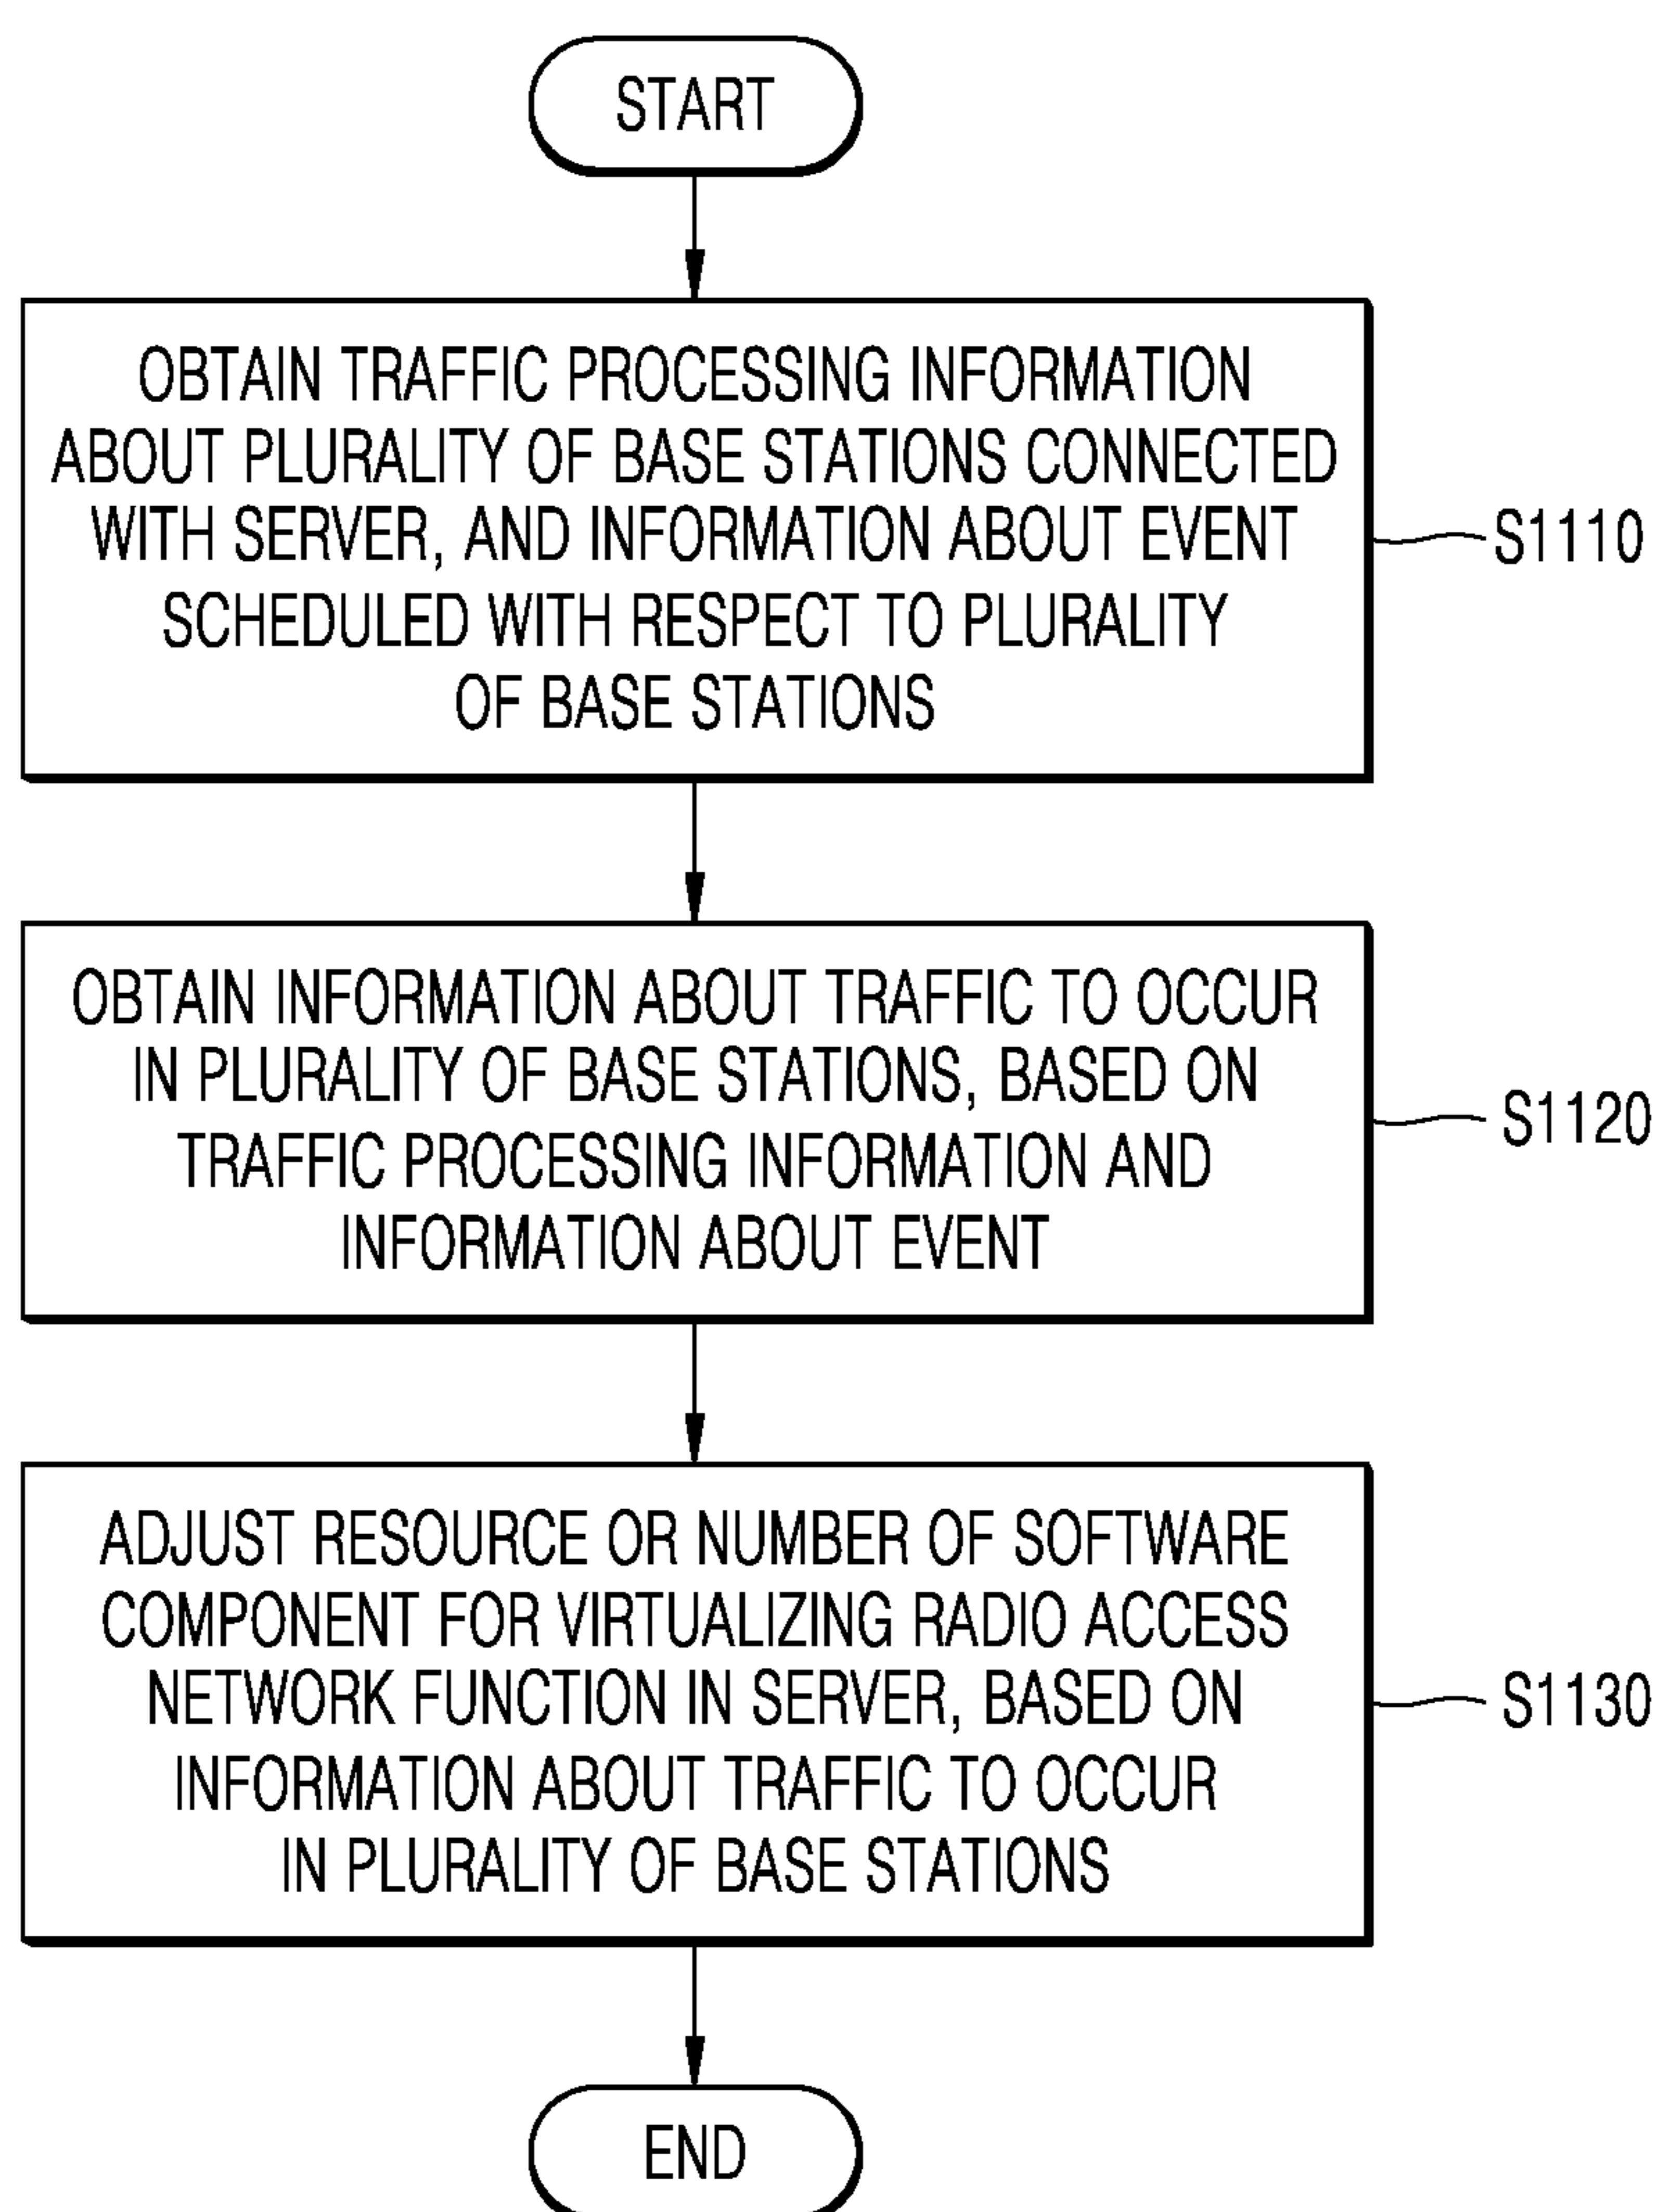 START
OBTAIN TRAFFIC PROCESSING INFORMATION
ABOUT PLURALITY OF BASE STATIONS CONNECTED
WITH SERVER, AND INFORMATION ABOUT EVENT
SCHEDULED WITH RESPECT TO PLURALITY
OF BASE STATIONS
S1110
OBTAIN INFORMATION ABOUT TRAFFIC TO OCCUR
IN PLURALITY OF BASE STATIONS, BASED ON
TRAFFIC PROCESSING INFORMATION AND
INFORMATION ABOUT EVENT
S1120
ADJUST RESOURCE OR NUMBER OF SOFTWARE
COMPONENT FOR VIRTUALIZING RADIO ACCESS
NETWORK FUNCTION IN SERVER, BASED ON
INFORMATION ABOUT TRAFFIC TO OCCUR
IN PLURALITY OF BASE STATIONS
S1130
END